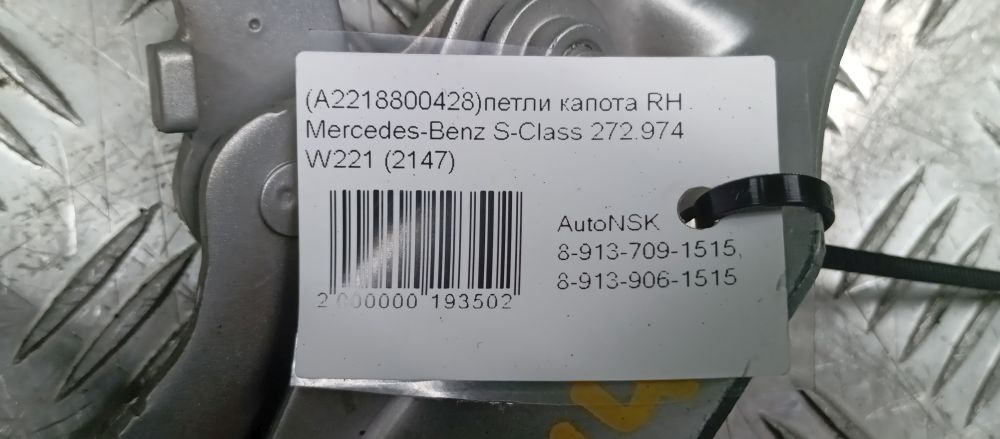 (A2218800428)петли капота RH
Mercedes-Benz S-Class 272.974
W221 (2147)
2 000000 193502
AutoNSK
8-913-709-1515,
8-913-906-1515